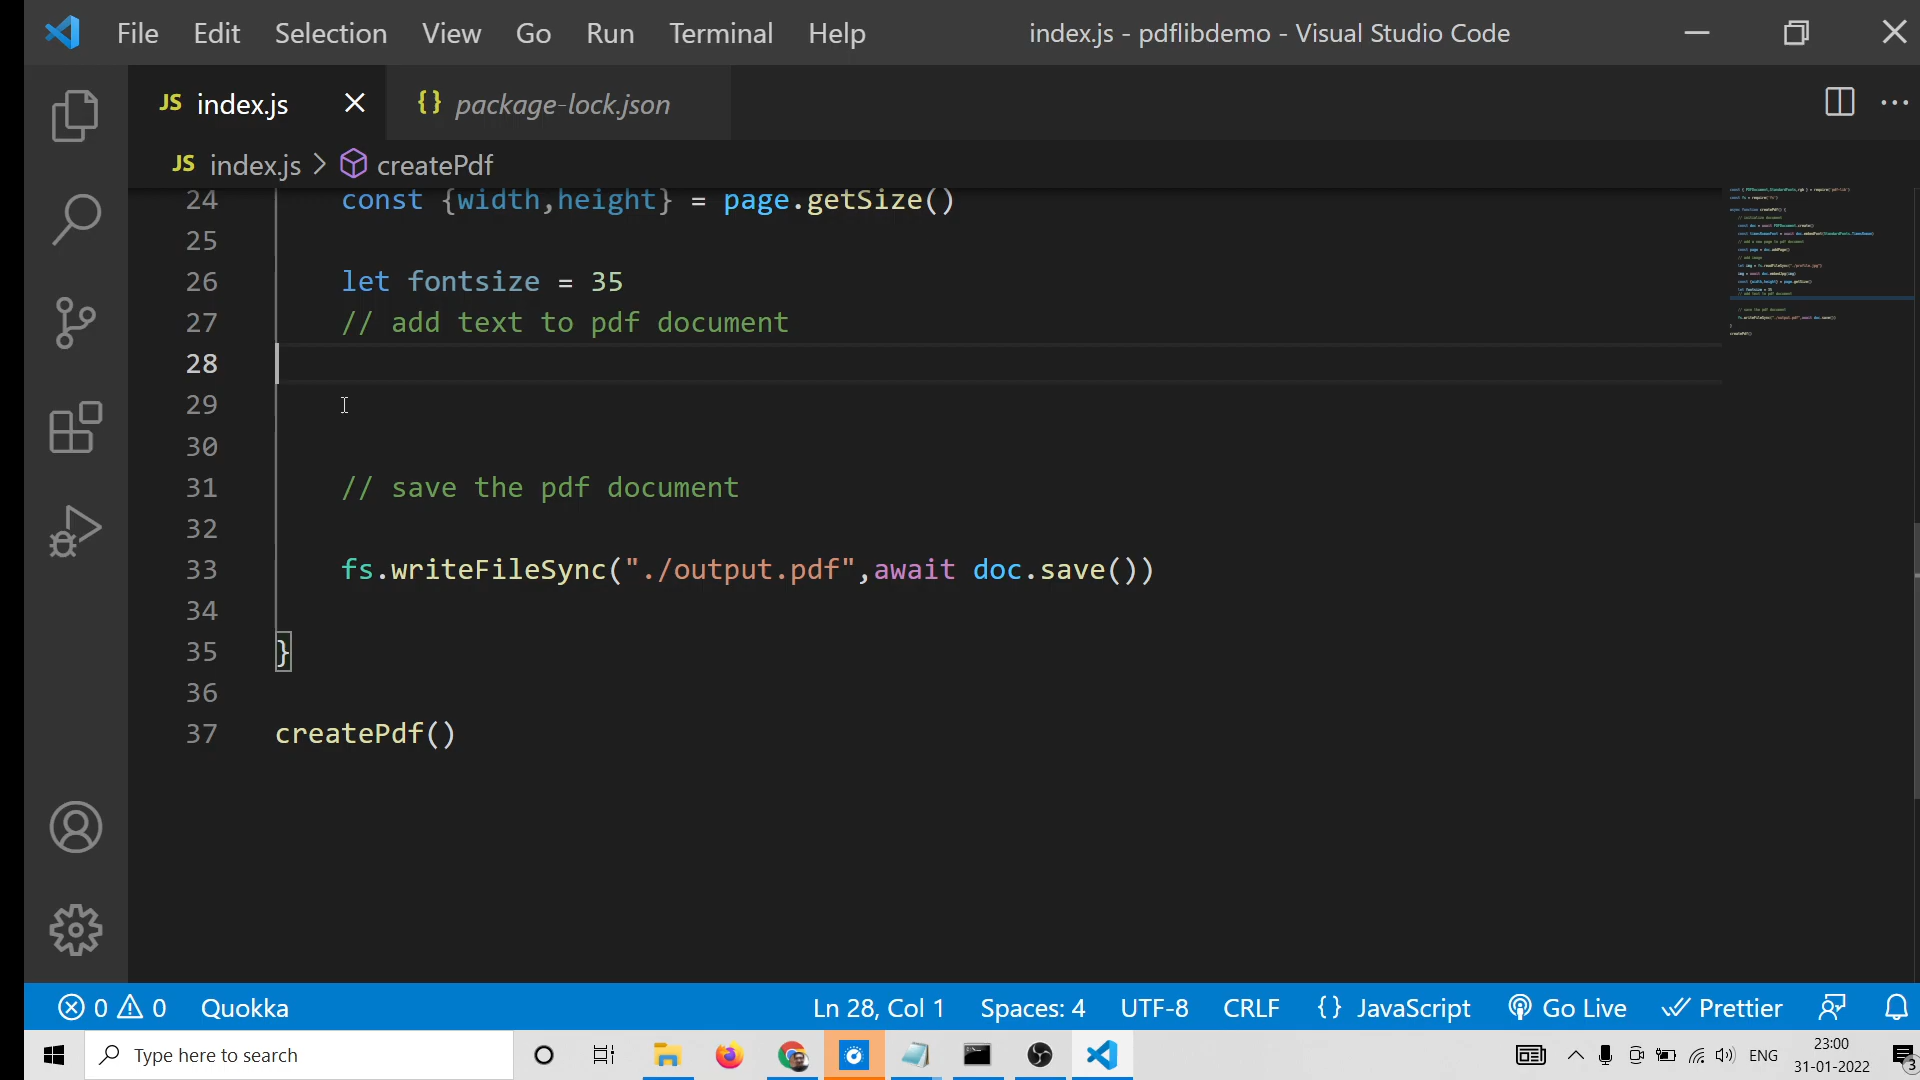 File Edit Selection View Go Run Terminal Help index.js - pdflibdemo - Visual Studio Code
JS index.js {} package-lock.json
JS index.js > createPdf
24 const {width,height} = page.getSize()
25
26 let fontsize = 35
27 // add text to pdf document
28
29
30
31 // save the pdf document
32
33 fs.writeFileSync("./output.pdf",await doc.save())
34
35 }
36
37 createPdf()
0 0 Quokka Ln 28, Col 1 Spaces: 4 UTF-8 CRLF {} JavaScript Go Live Prettier
Type here to search ENG 23:00
31-01-2022 3